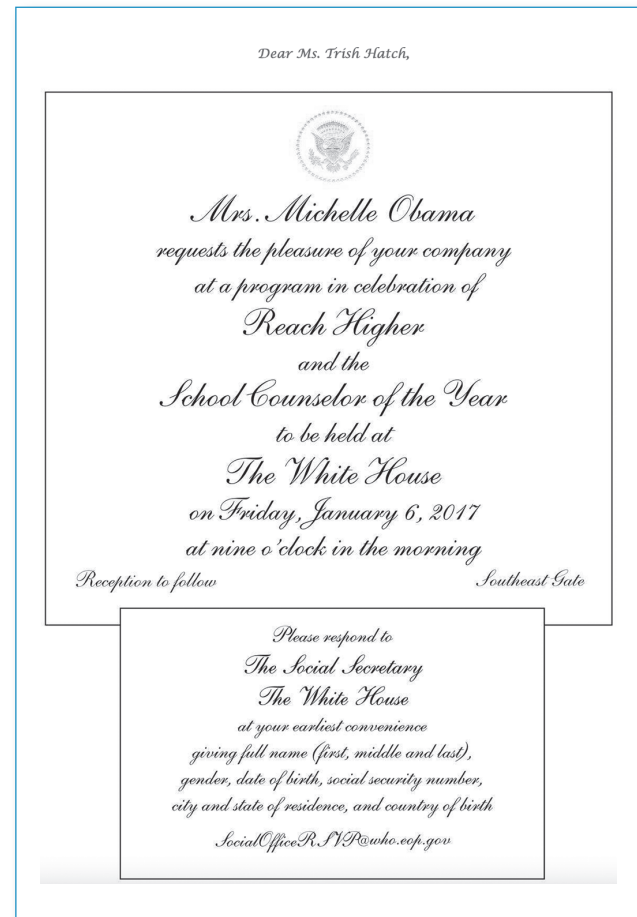 Dear Ms. Trish Hatch,
Mrs. Michelle Obama
requests the pleasure of your company
at a program in celebration of
Reach Higher
and the
School Counselor of the Year
to be held at
The White House
on Friday, January 6, 2017
at nine o'clock in the morning
Reception to follow
Southeast Gate
Please respond to
The Social Secretary
The White House
at your earliest convenience
giving full name (first, middle and last),
gender, date of birth, social security number,
city and state of residence, and country of birth
SocialOfficeRSVP@who.eop.gov